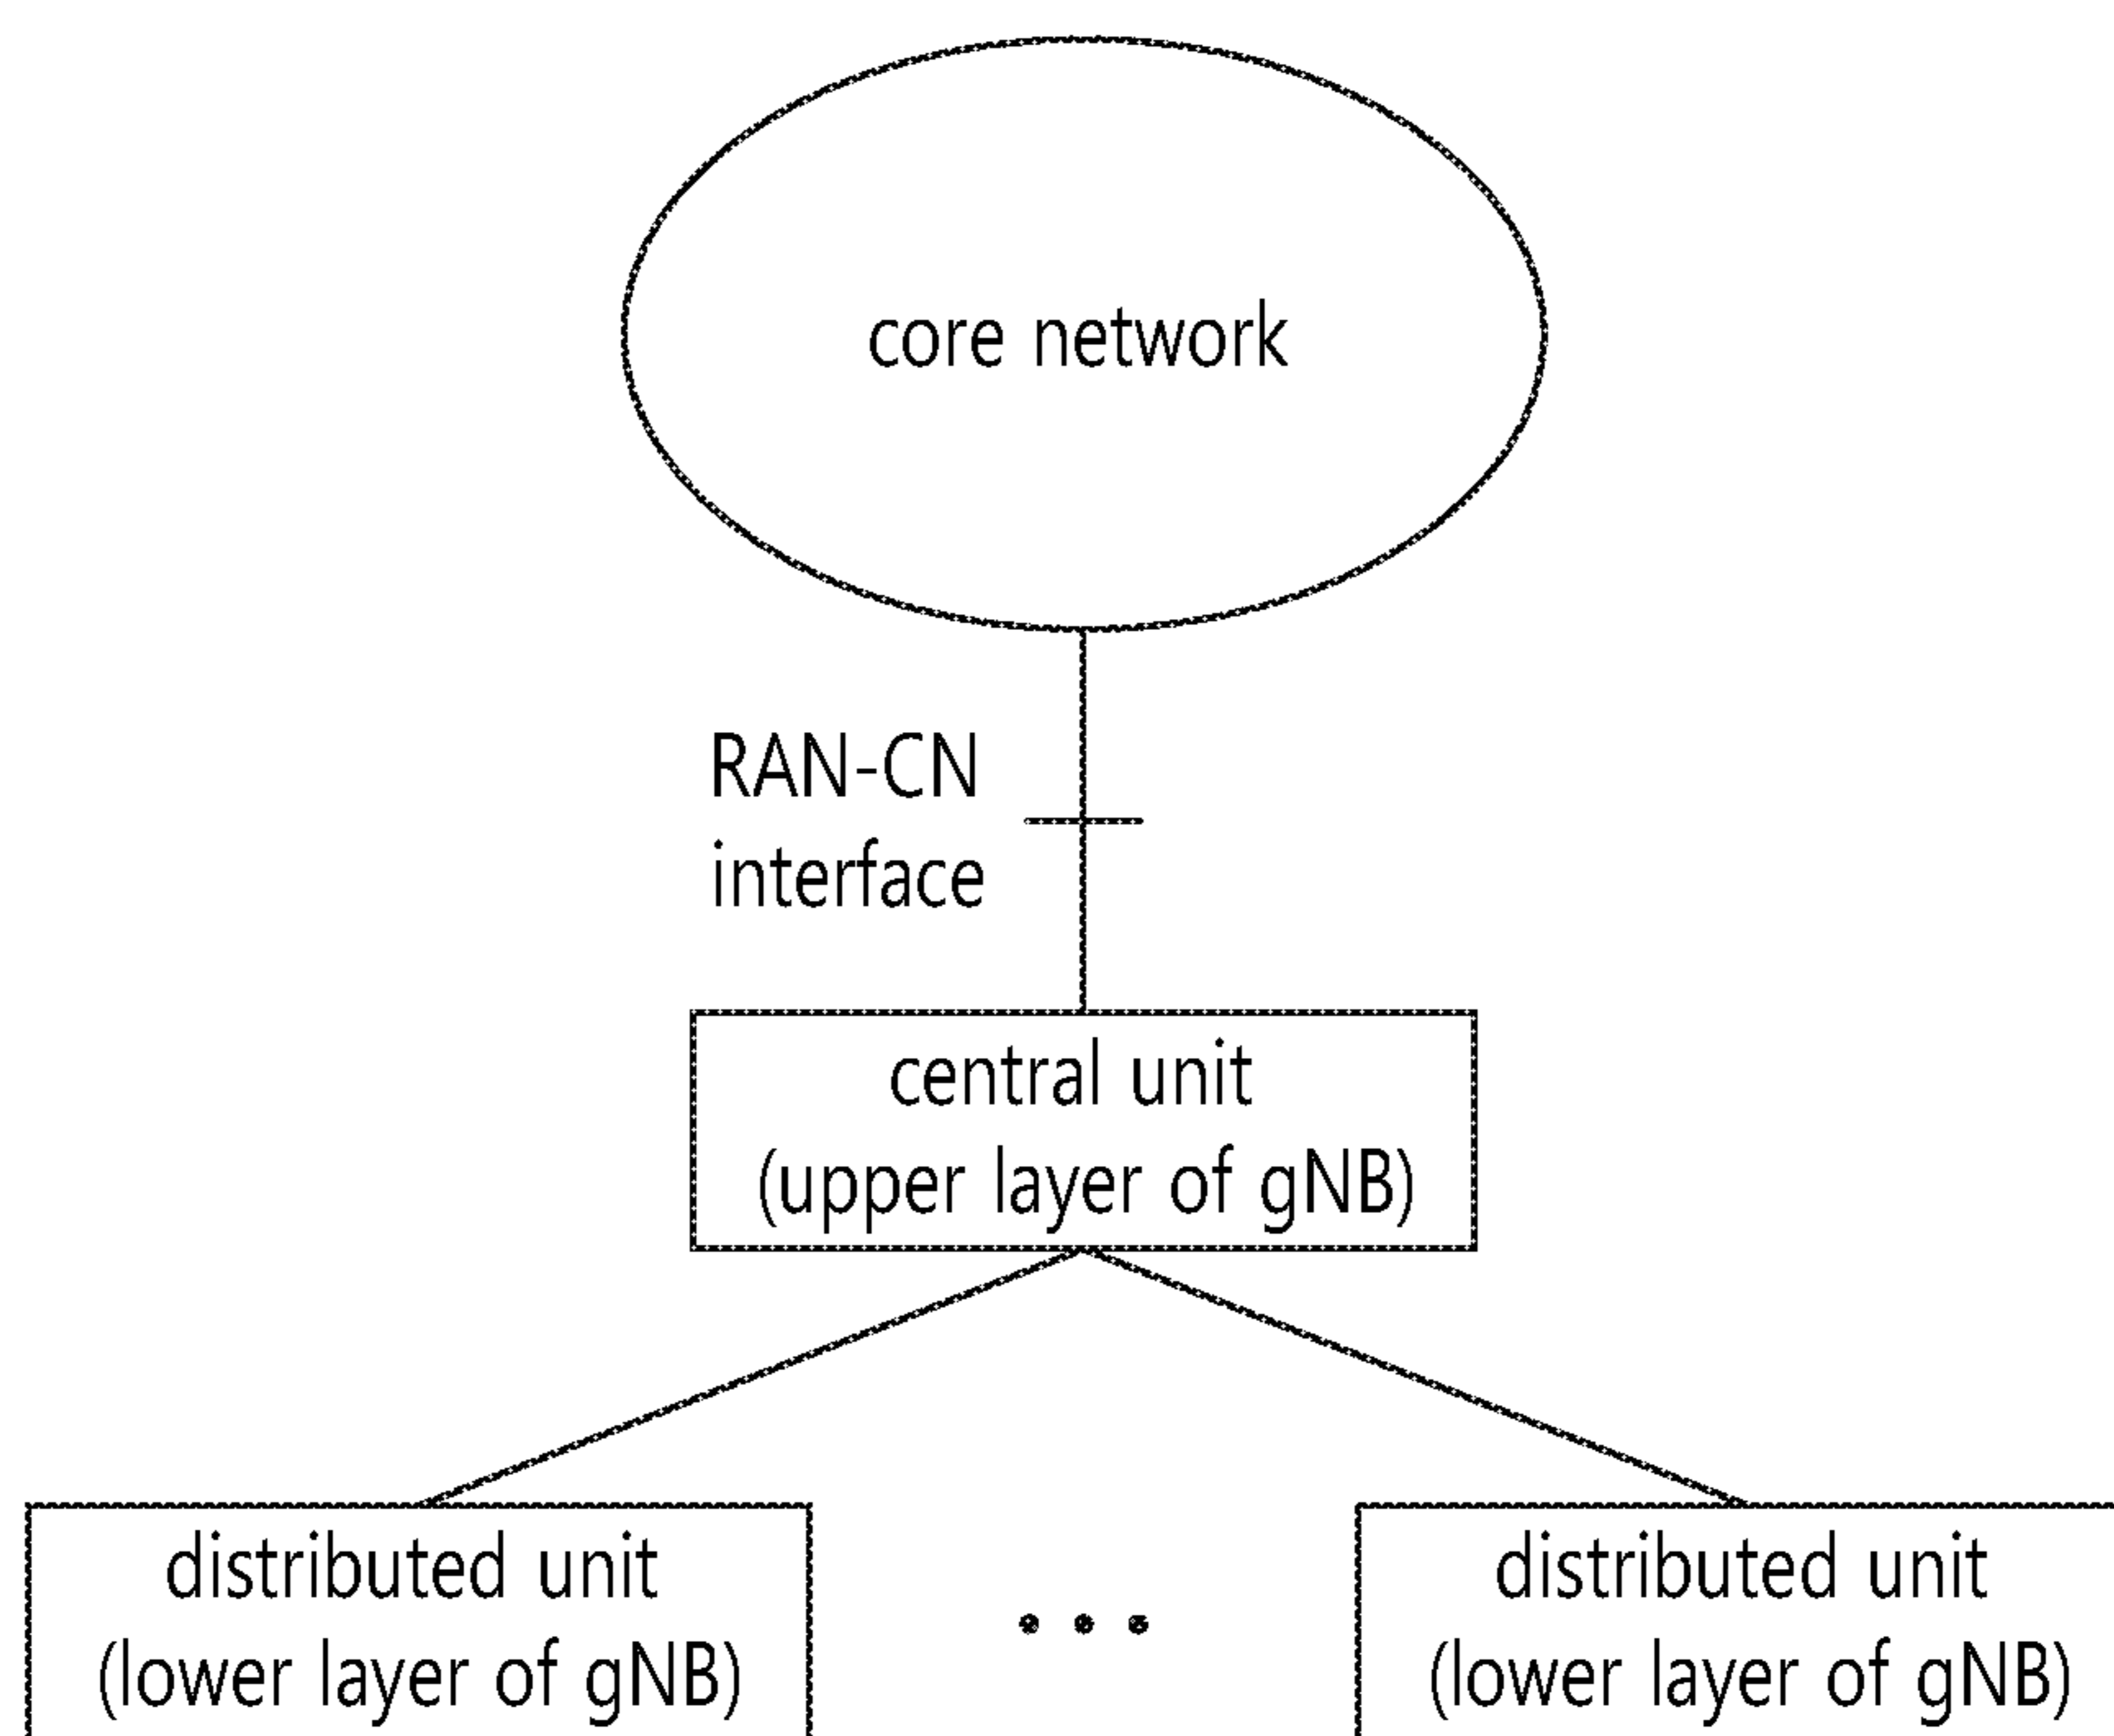 core network
RAN-CN
interface
central unit
(upper layer of gNB)
distributed unit
(lower layer of gNB)
distributed unit
(lower layer of gNB)